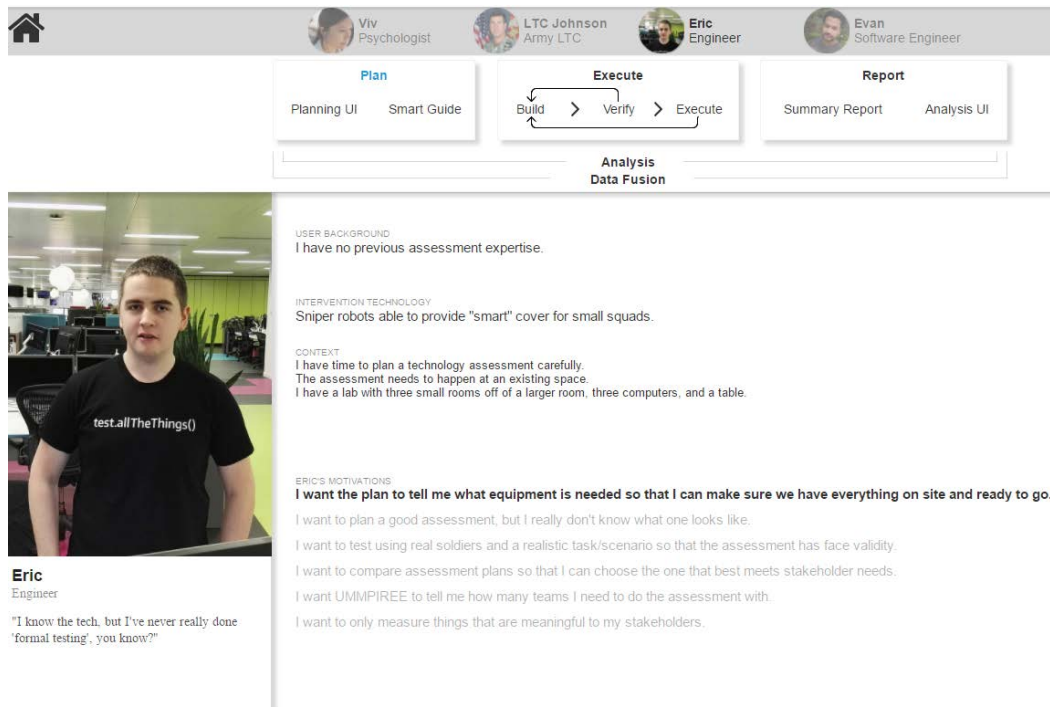 Viv
Psychologist
LTC Johnson
Army LTC
Eric
Engineer
Evan
Software Engineer
Plan
Planning UI Smart Guide
Execute
Build > Verify > Execute
Report
Summary Report Analysis UI
Analysis
Data Fusion
test.allTheThings()
Eric
Engineer
"I know the tech, but I've never really done
'formal testing', you know?"
USER BACKGROUND
I have no previous assessment expertise.
INTERVENTION TECHNOLOGY
Sniper robots able to provide "smart" cover for small squads.
CONTEXT
I have time to plan a technology assessment carefully.
The assessment needs to happen at an existing space.
I have a lab with three small rooms off of a larger room, three computers, and a table.
ERIC'S MOTIVATIONS
I want the plan to tell me what equipment is needed so that I can make sure we have everything on site and ready to go.
I want to plan a good assessment, but I really don't know what one looks like.
I want to test using real soldiers and a realistic task/scenario so that the assessment has face validity.
I want to compare assessment plans so that I can choose the one that best meets stakeholder needs.
I want UMMPIREE to tell me how many teams I need to do the assessment with.
I want to only measure things that are meaningful to my stakeholders.